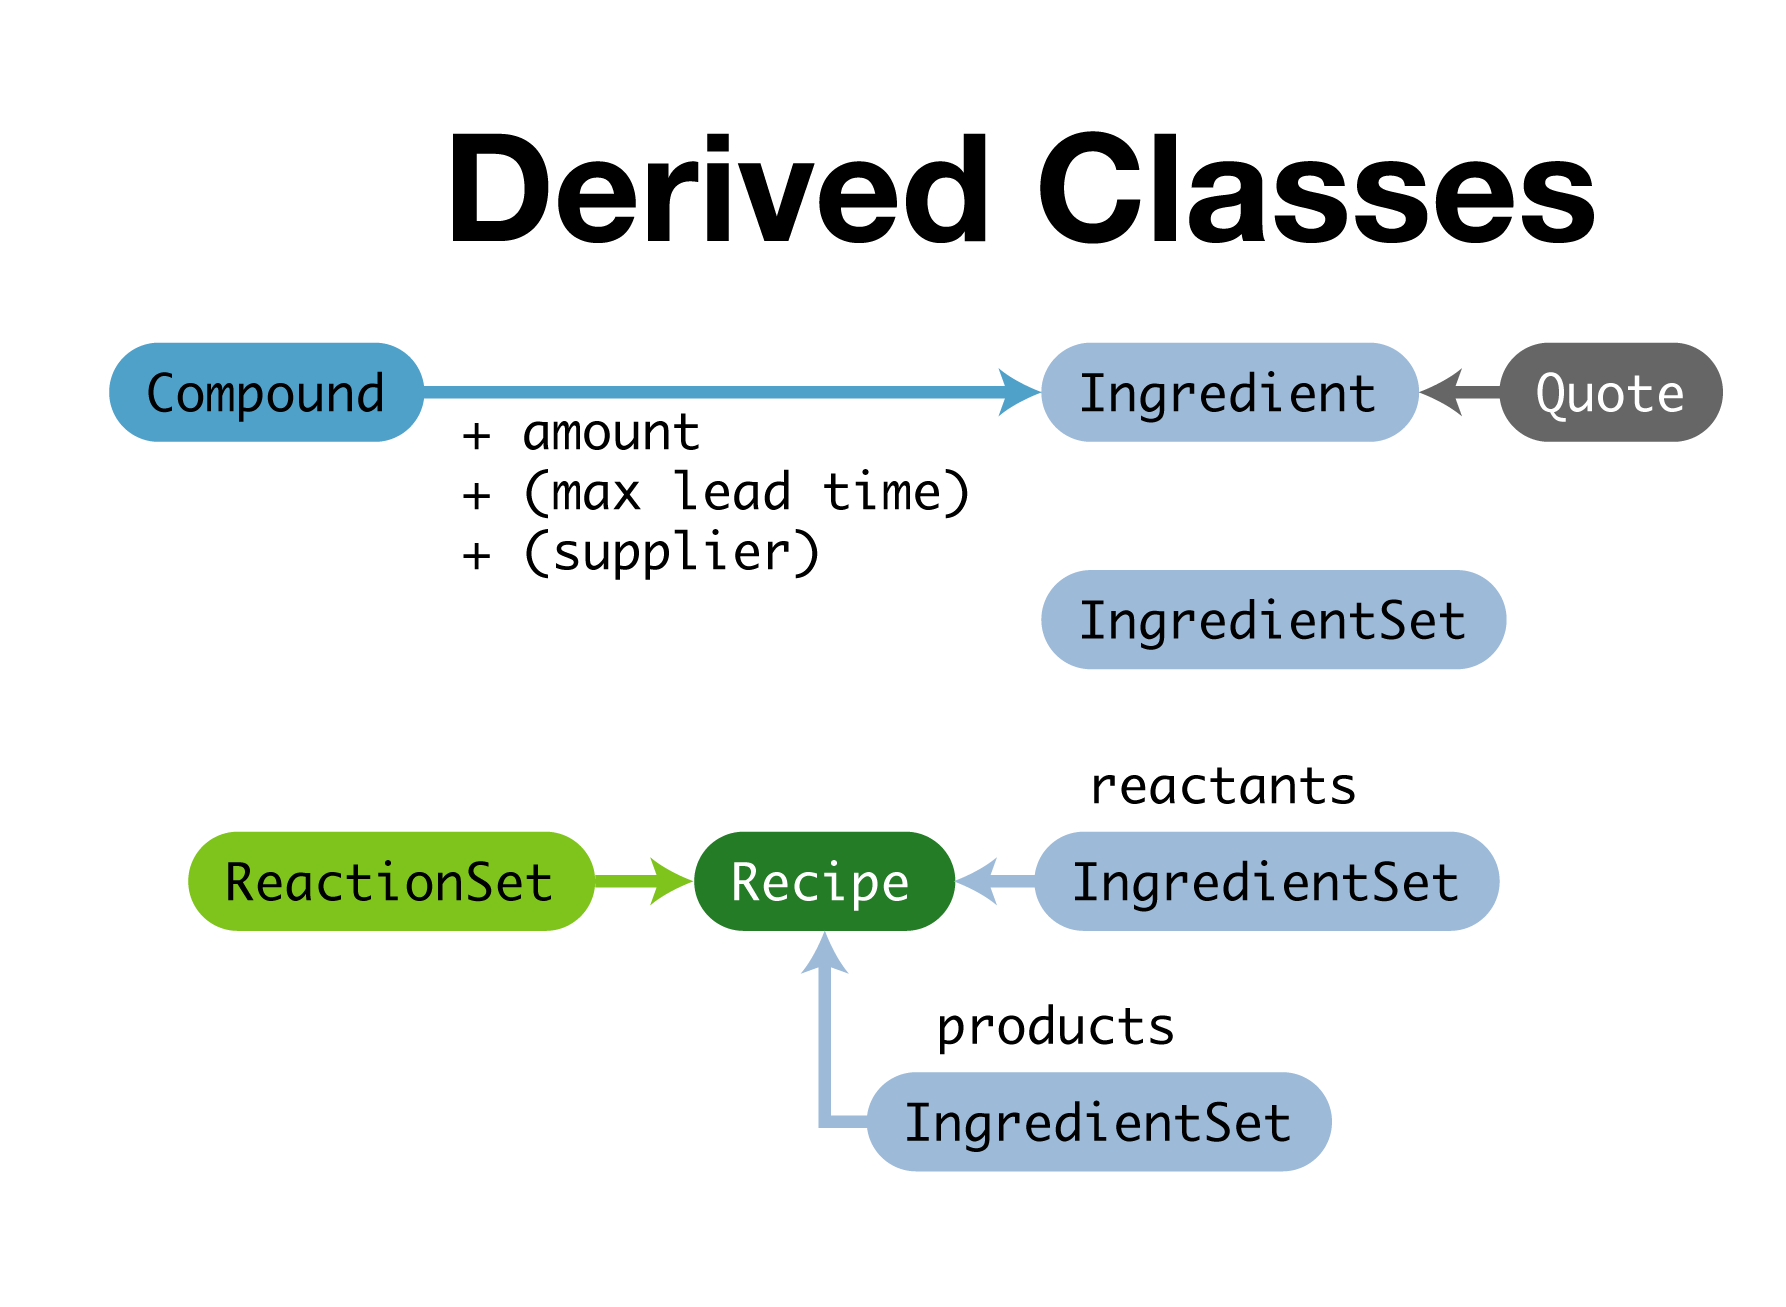 Derived Classes
Compound
Ingredient
Quote
+ amount
+ (max lead time)
+ (supplier)
IngredientSet
reactants
ReactionSet
Recipe
IngredientSet
products
IngredientSet